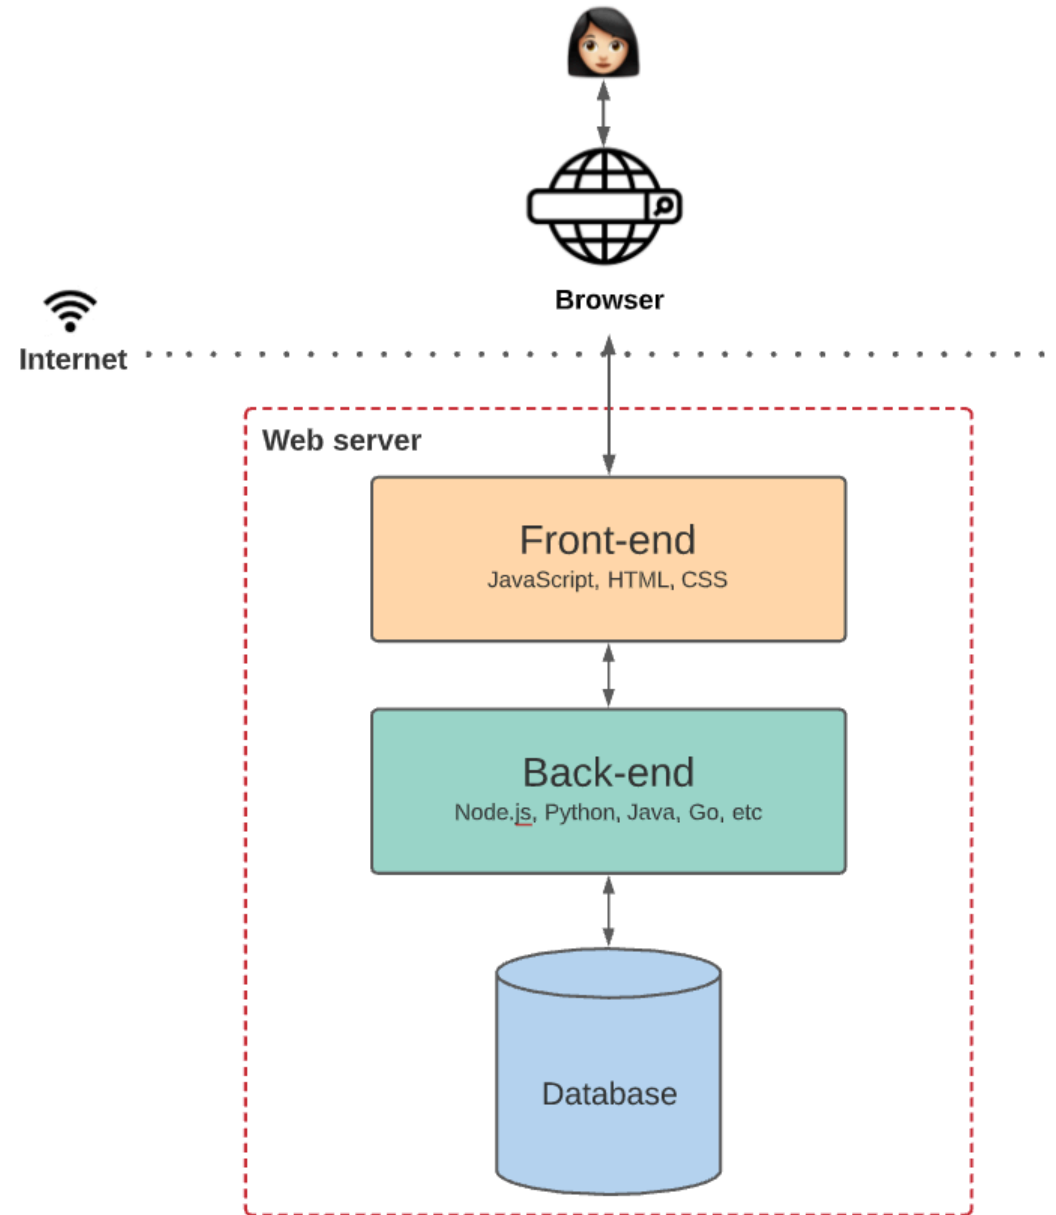 Browser
Internet
Web server
Front-end
JavaScript, HTML, CSS
Back-end
Node.js, Python, Java, Go, etc
Database